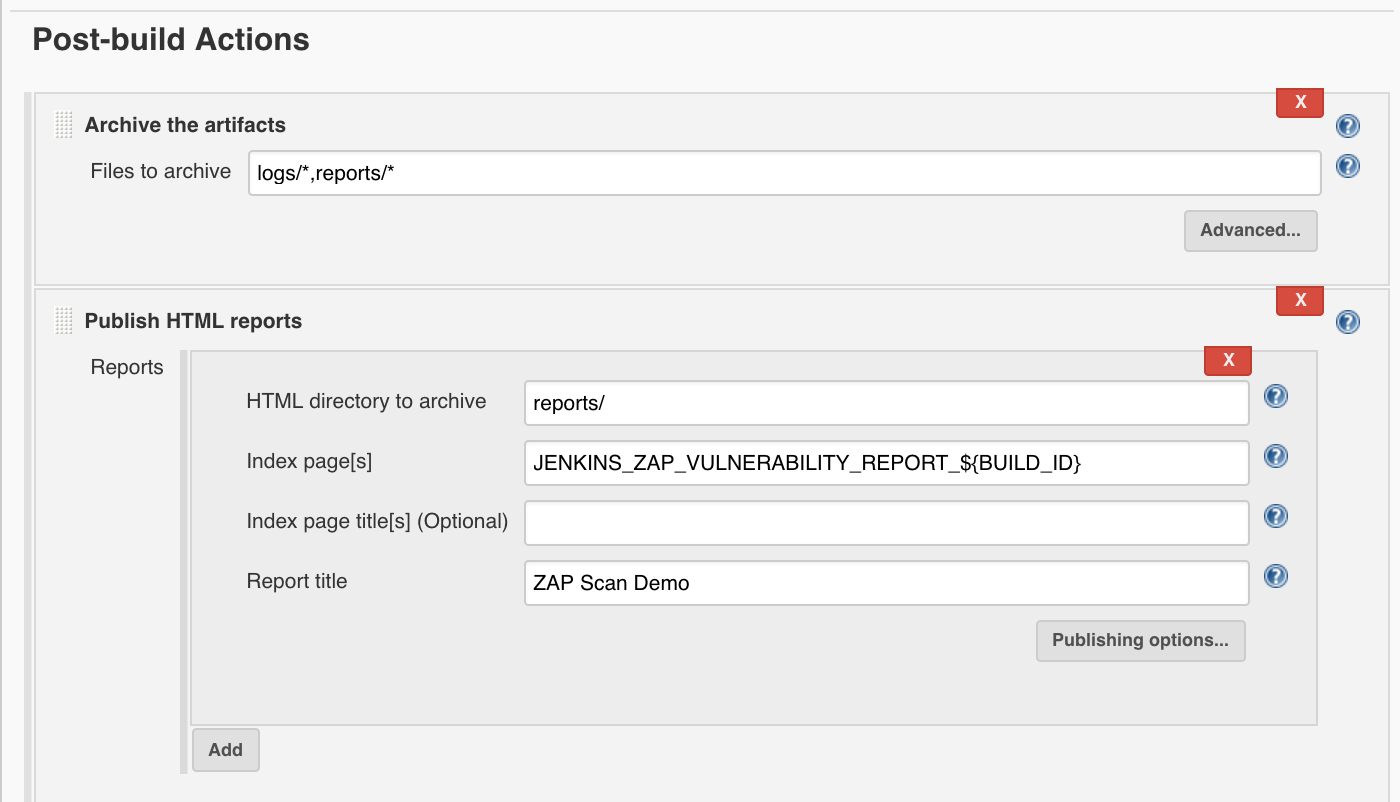 Post-build Actions
X
Archive the artifacts
?
Files to archive logs/*,reports/* ?
Advanced...
X
Publish HTML reports
?
Reports
X
HTML directory to archive reports/ ?
Index page[s] JENKINS_ZAP_VULNERABILITY_REPORT_${BUILD_ID} ?
Index page title[s] (Optional) ?
Report title ZAP Scan Demo ?
Publishing options...
Add